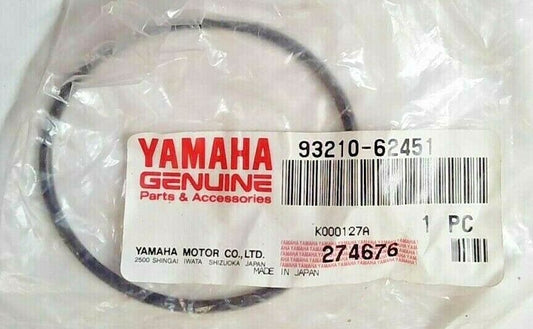 YAMAHA
GENUINE
Parts & Accessories
93210-62451
K000127A
1 PC
274676
YAMAHA MOTOR CO., LTD.
2500 SHINGAI IWATA SHIZUOKA JAPAN
MADE IN JAPAN